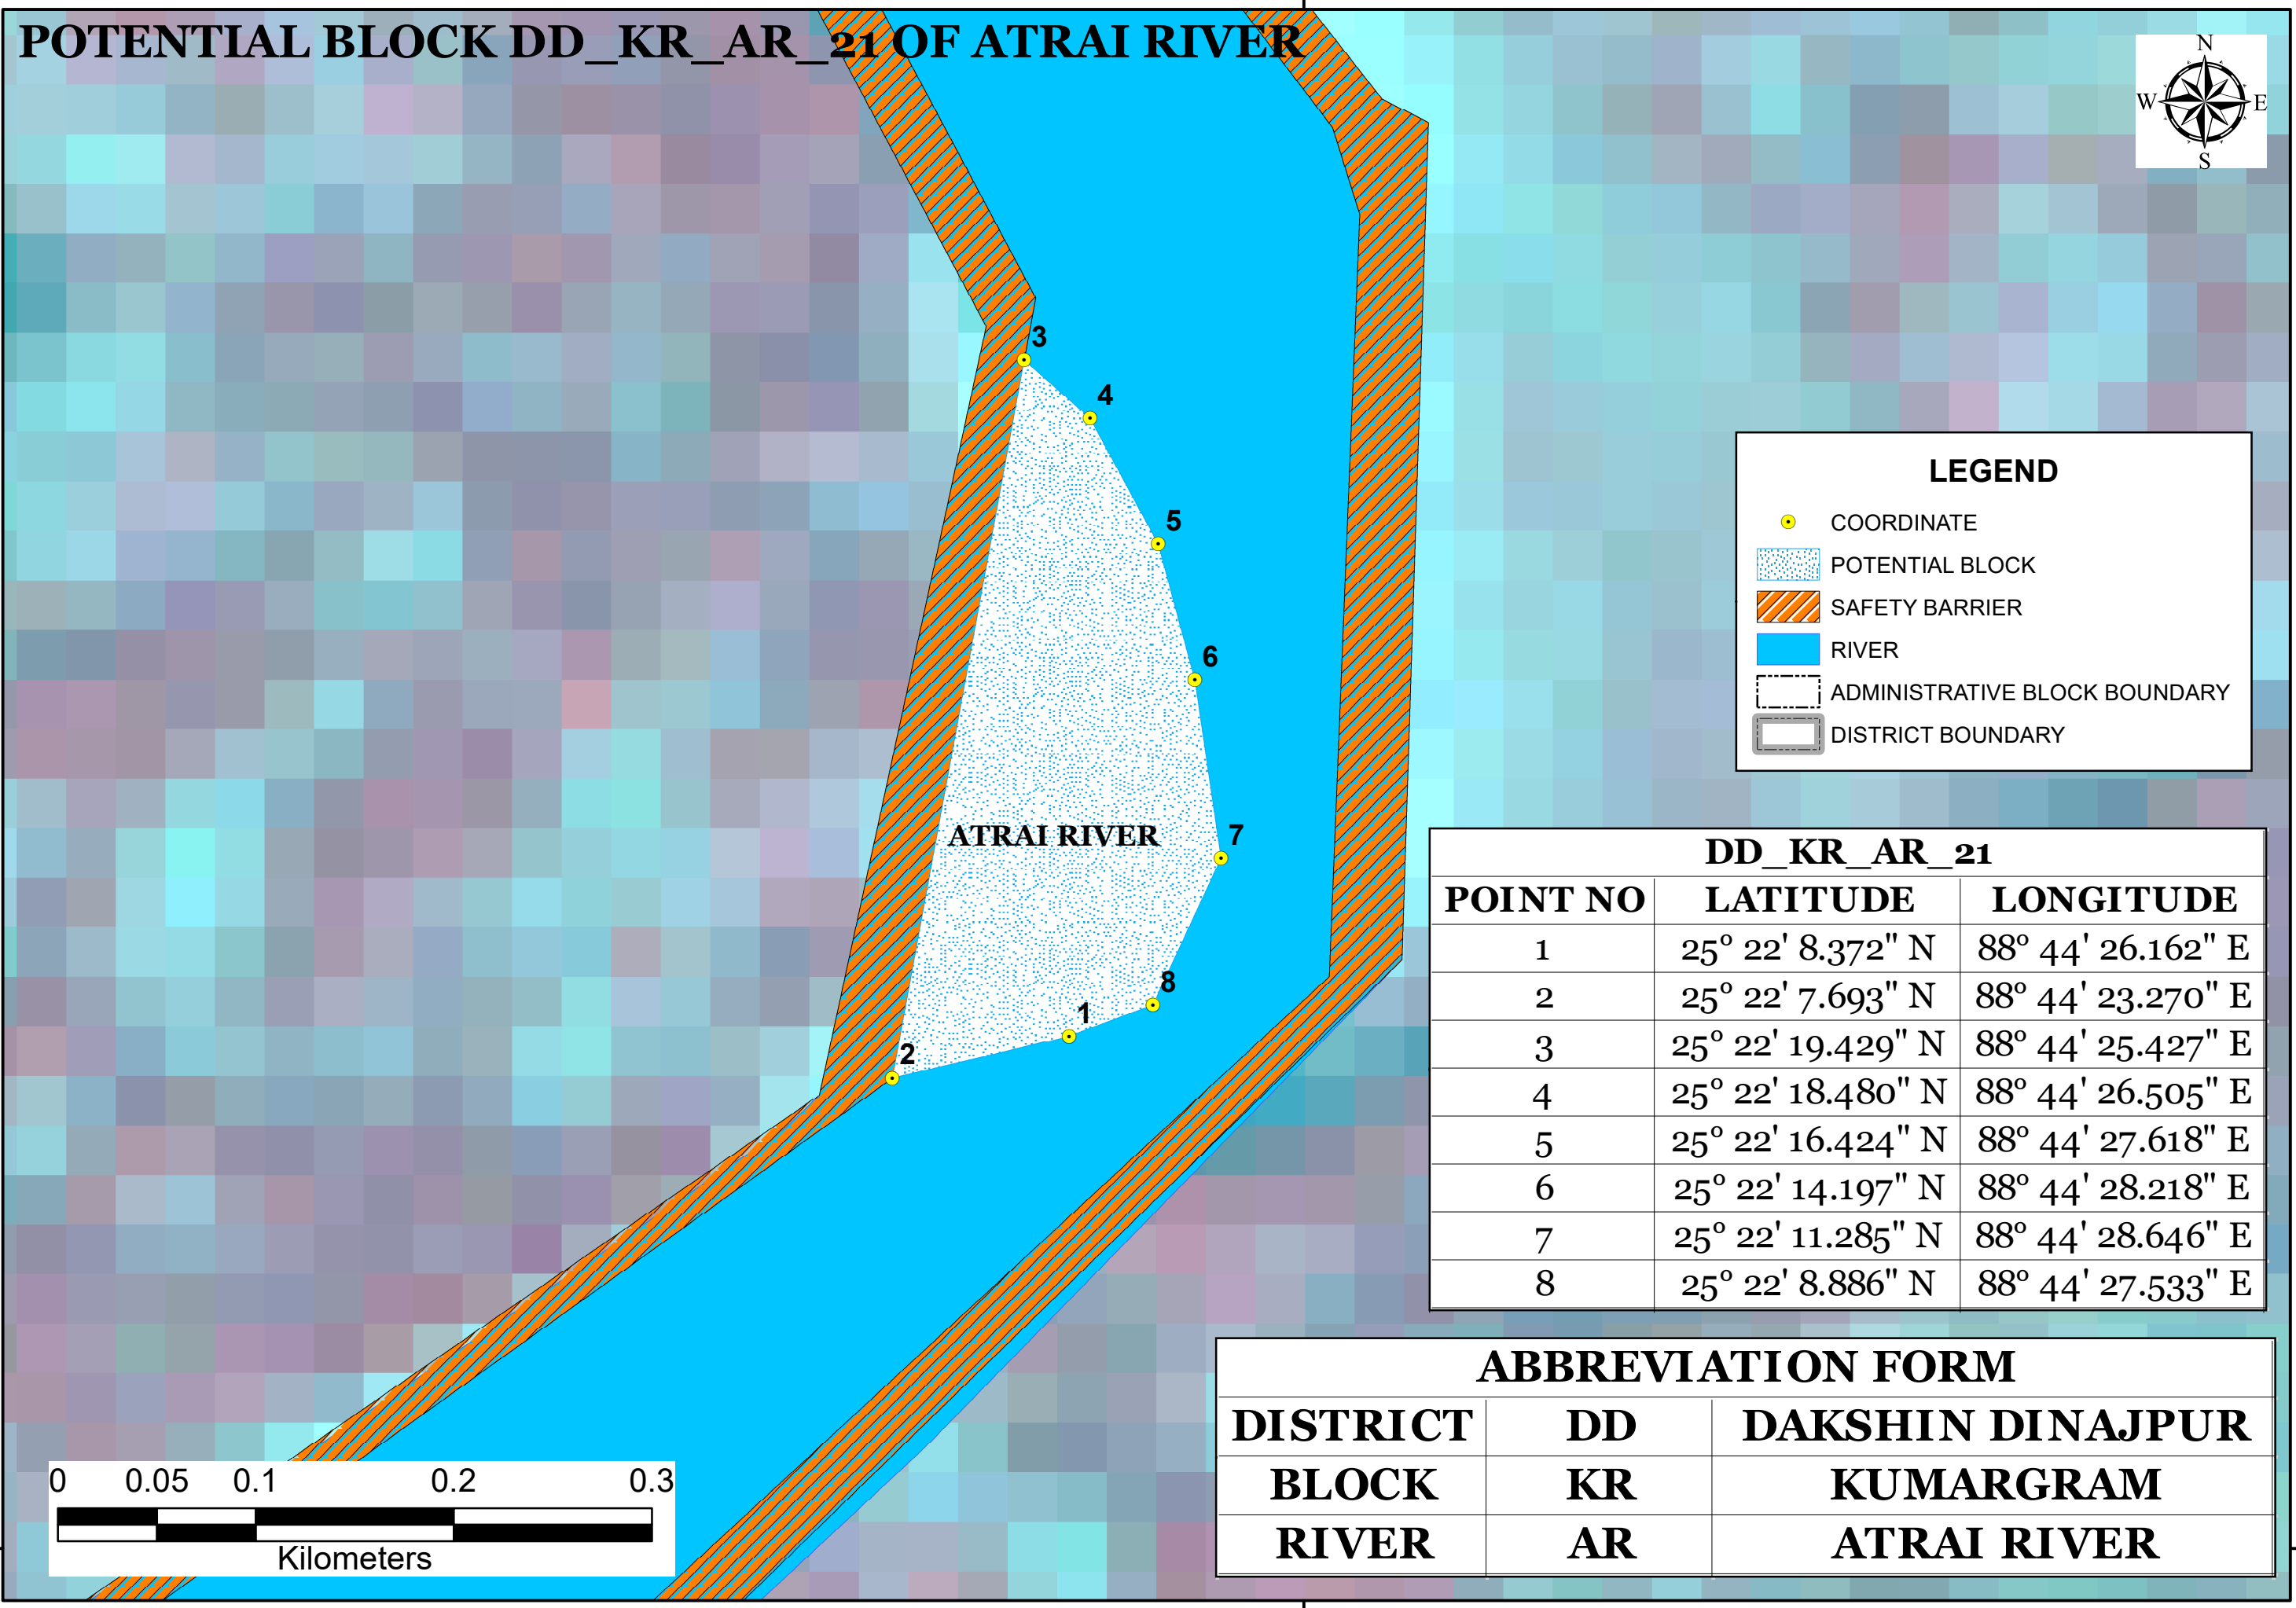 POTENTIAL BLOCK DD_KR_AR_21 OF ATRAI RIVER
N
W E
S
3
4
5
6
7
8
1
2
ATRAI RIVER
LEGEND
COORDINATE
POTENTIAL BLOCK
SAFETY BARRIER
RIVER
ADMINISTRATIVE BLOCK BOUNDARY
DISTRICT BOUNDARY
DD_KR_AR_21
POINT NO LATITUDE LONGITUDE
1 25° 22' 8.372" N 88° 44' 26.162" E
2 25° 22' 7.693" N 88° 44' 23.270" E
3 25° 22' 19.429" N 88° 44' 25.427" E
4 25° 22' 18.480" N 88° 44' 26.505" E
5 25° 22' 16.424" N 88° 44' 27.618" E
6 25° 22' 14.197" N 88° 44' 28.218" E
7 25° 22' 11.285" N 88° 44' 28.646" E
8 25° 22' 8.886" N 88° 44' 27.533" E
ABBREVIATION FORM
DISTRICT DD DAKSHIN DINAJPUR
BLOCK KR KUMARGRAM
RIVER AR ATRAI RIVER
0 0.05 0.1 0.2 0.3
Kilometers